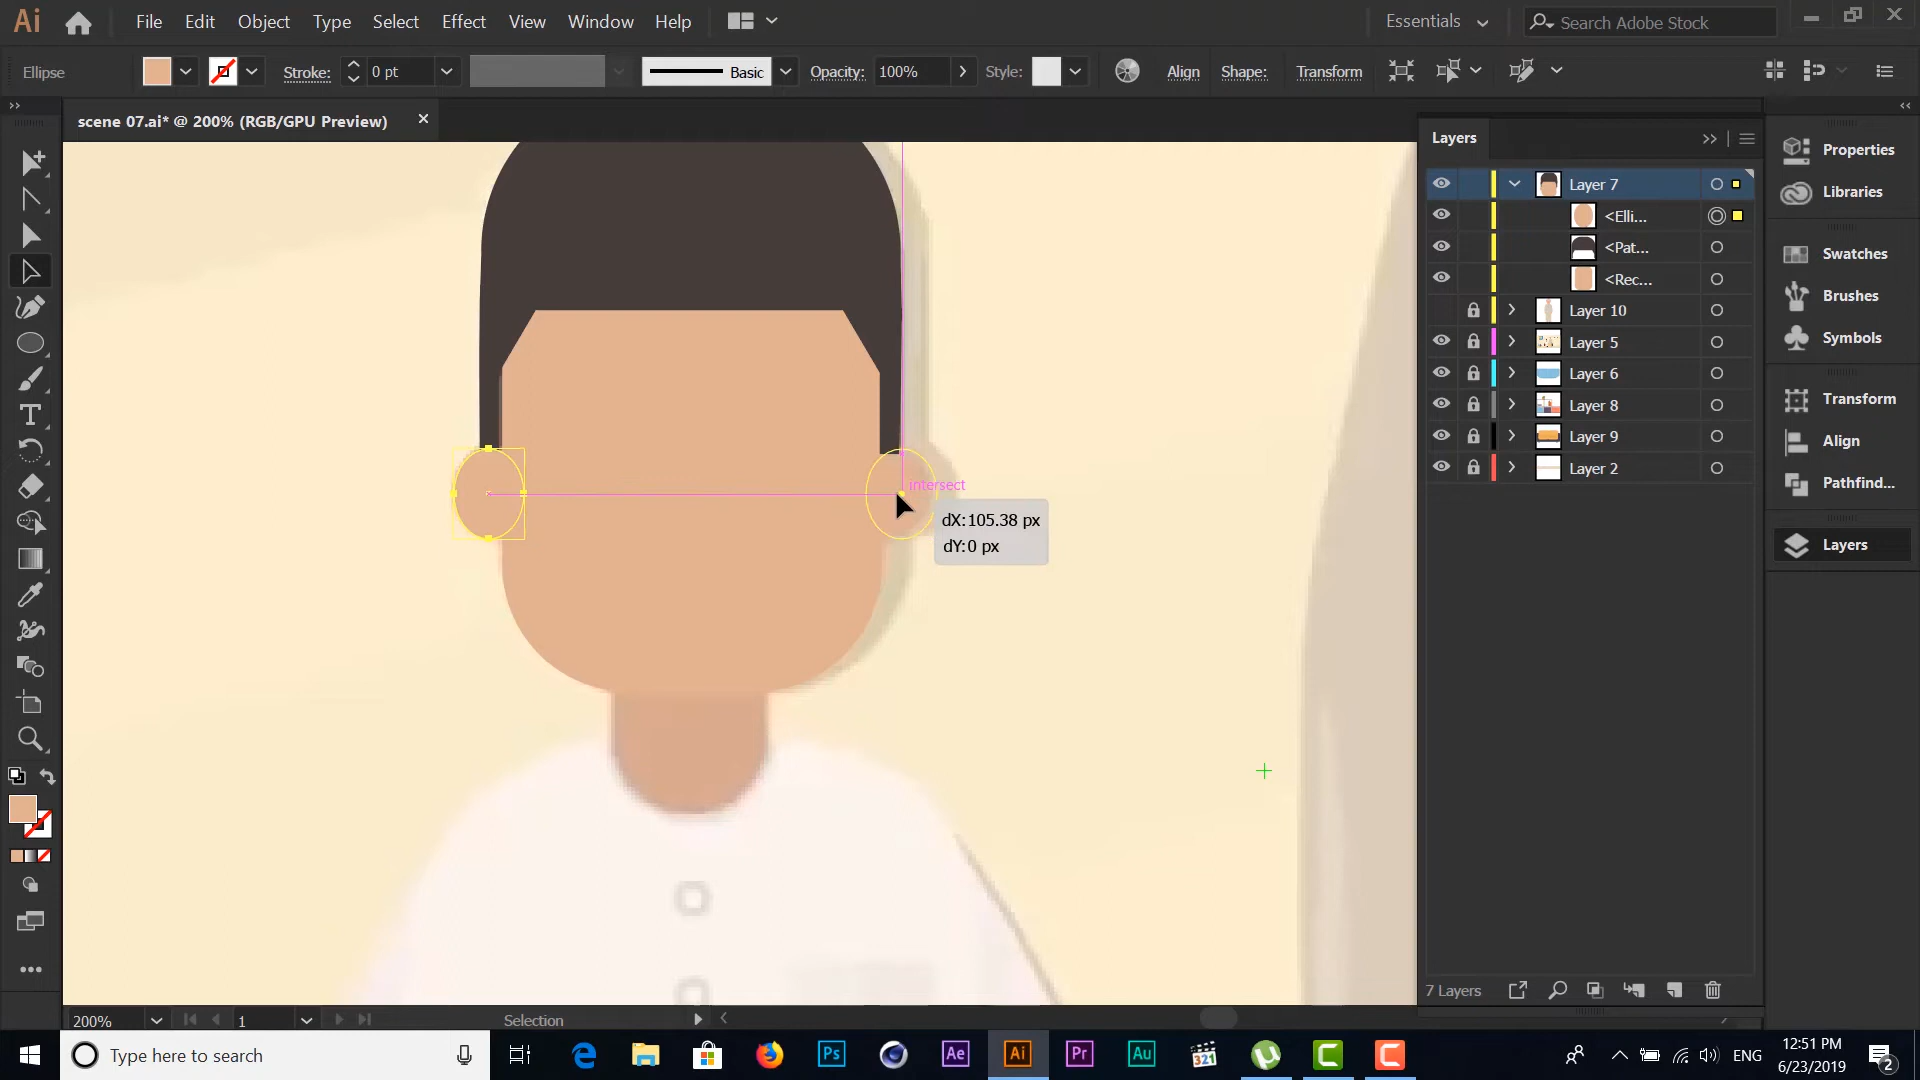 Ai File Edit Object Type Select Effect View Window Help Essentials Search Adobe Stock
Ellipse Stroke: 0 pt Basic Opacity: 100% Style: Align Shape: Transform
scene 07.ai* @ 200% (RGB/GPU Preview)
Layers
Layer 7
<Elli...
<Pat...
<Rec...
Layer 10
Layer 5
Layer 6
Layer 8
Layer 9
Layer 2
7 Layers
Properties
Libraries
Swatches
Brushes
Symbols
Transform
Align
Pathfind...
Layers
intersect
dX:105.38 px
dY:0 px
200% 1 Selection
Type here to search
Ps
Ae
Ai
Pr
Au
321
ENG
12:51 PM
6/23/2019
2